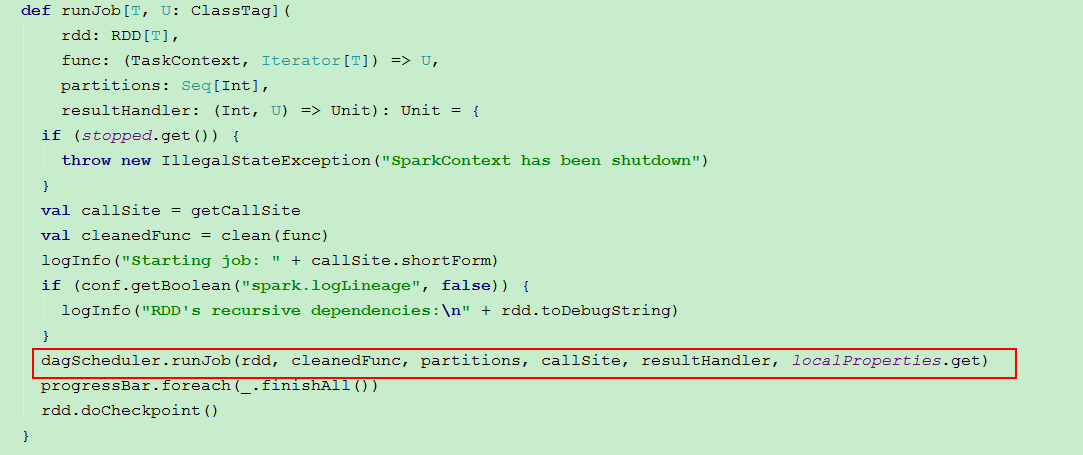 def runJob[T, U: ClassTag](
    rdd: RDD[T],
    func: (TaskContext, Iterator[T]) => U,
    partitions: Seq[Int],
    resultHandler: (Int, U) => Unit): Unit = {
  if (stopped.get()) {
    throw new IllegalStateException("SparkContext has been shutdown")
  }
  val callSite = getCallSite
  val cleanedFunc = clean(func)
  logInfo("Starting job: " + callSite.shortForm)
  if (conf.getBoolean("spark.logLineage", false)) {
    logInfo("RDD's recursive dependencies:\n" + rdd.toDebugString)
  }
  dagScheduler.runJob(rdd, cleanedFunc, partitions, callSite, resultHandler, localProperties.get)
  progressBar.foreach(_.finishAll())
  rdd.doCheckpoint()
}